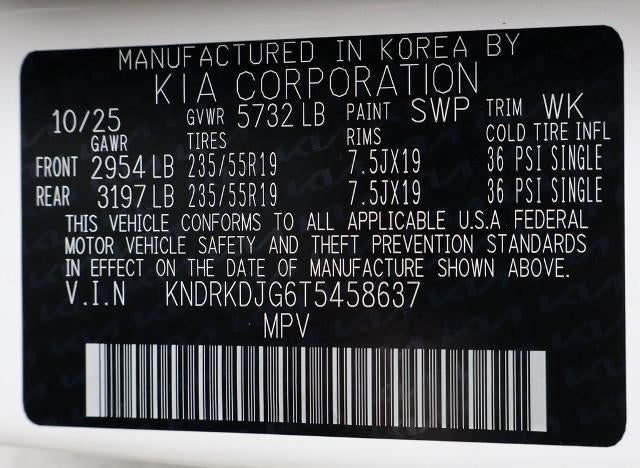 MANUFACTURED IN KOREA BY
KIA CORPORATION
10/25 GVWR 5732 LB PAINT SWP TRIM WK
GAWR TIRES RIMS COLD TIRE INFL
FRONT 2954 LB 235/55R19 7.5JX19 36 PSI SINGLE
REAR 3197 LB 235/55R19 7.5JX19 36 PSI SINGLE
THIS VEHICLE CONFORMS TO ALL APPLICABLE U.S.A FEDERAL
MOTOR VEHICLE SAFETY AND THEFT PREVENTION STANDARDS
IN EFFECT ON THE DATE OF MANUFACTURE SHOWN ABOVE.
V.I.N KNDRKDJG6T5458637
MPV